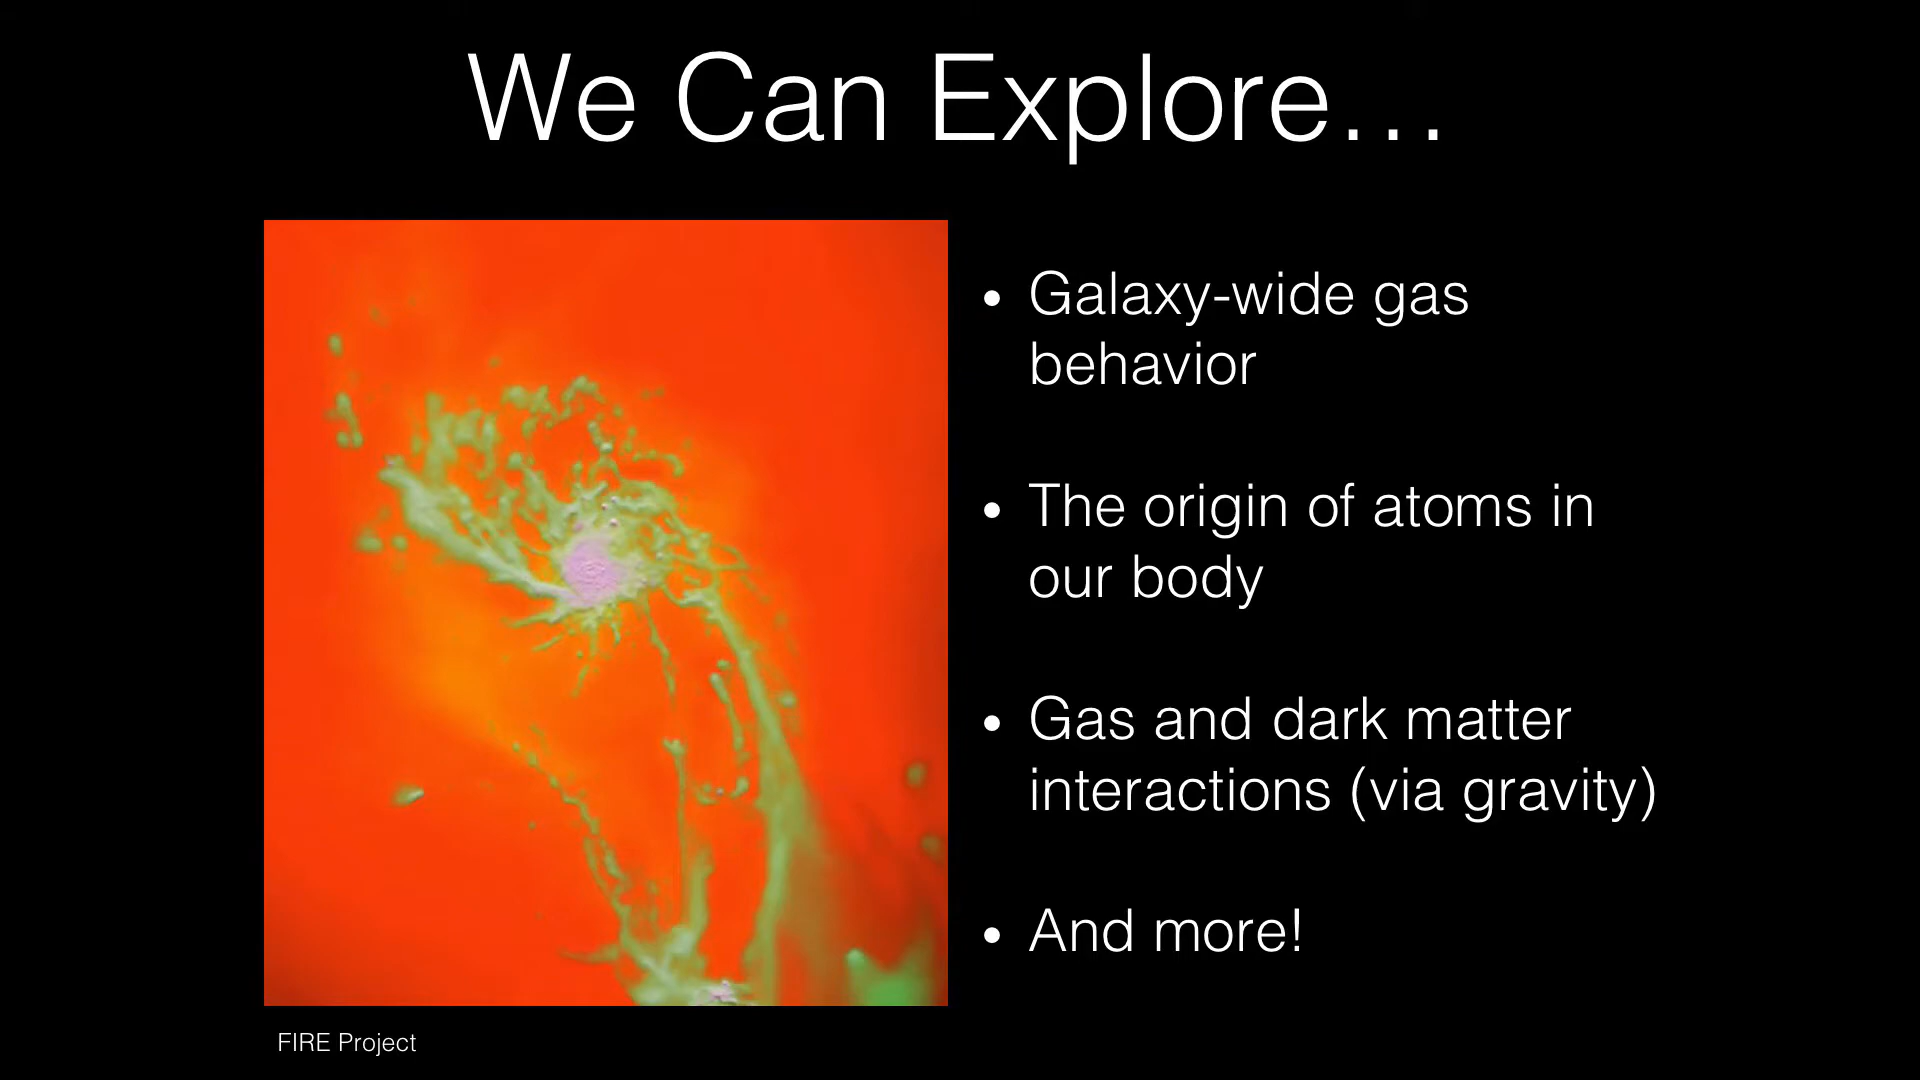 We Can Explore…
• Galaxy-wide gas
behavior
• The origin of atoms in
our body
• Gas and dark matter
interactions (via gravity)
• And more!
FIRE Project